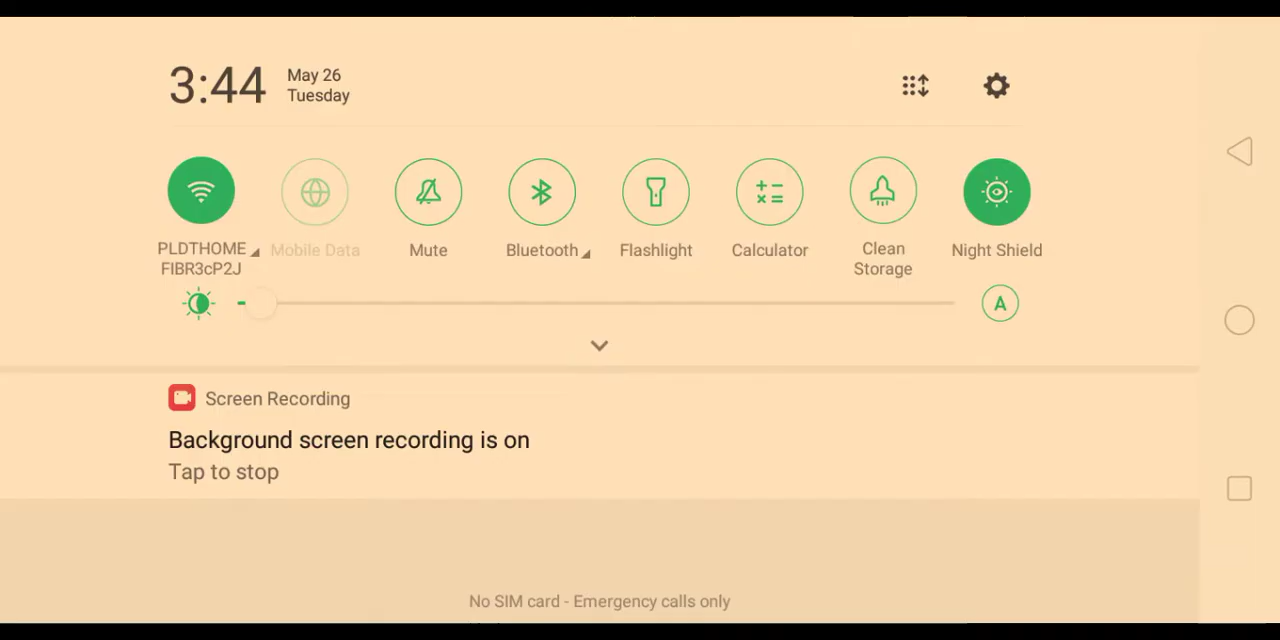 3:44
May 26
Tuesday
PLDTHOME
FIBR3cP2J
Mobile Data
Mute
Bluetooth
Flashlight
Calculator
Clean
Storage
Night Shield
A
Screen Recording
Background screen recording is on
Tap to stop
No SIM card - Emergency calls only